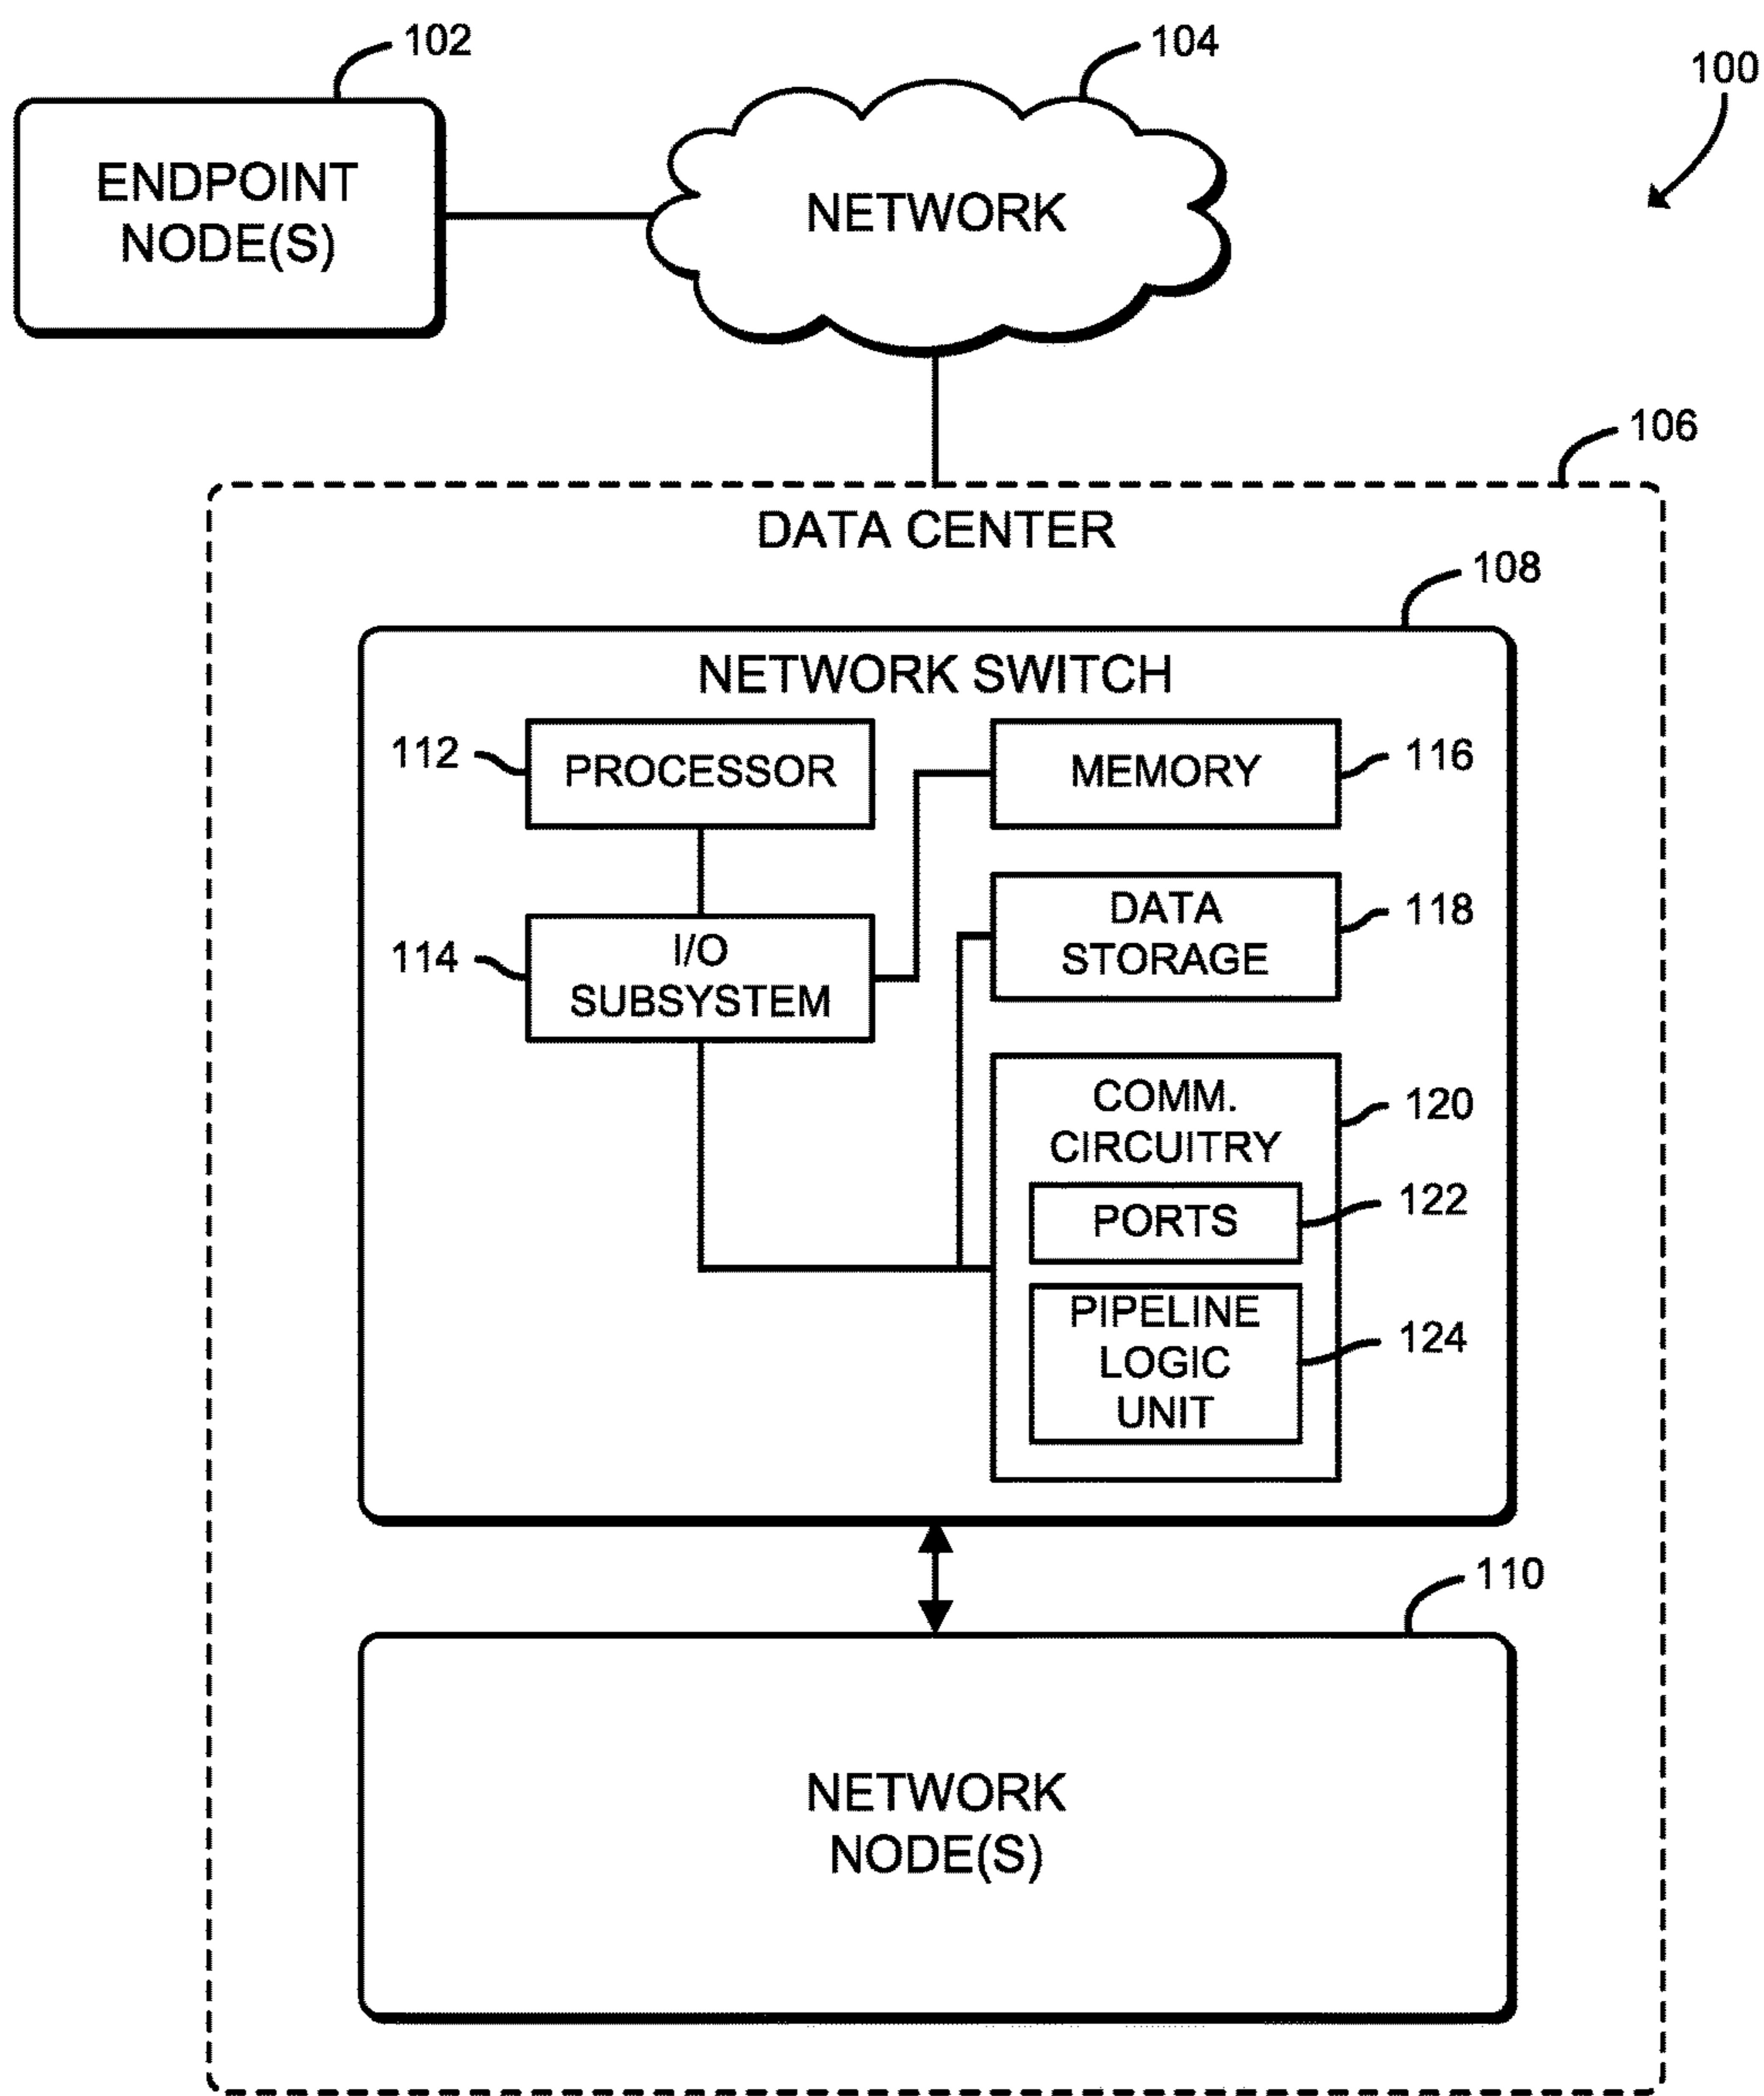 102
104
100
ENDPOINT
NODE(S)
NETWORK
106
DATA CENTER
108
NETWORK SWITCH
112
PROCESSOR
MEMORY
116
114
I/O
SUBSYSTEM
DATA
STORAGE
118
COMM.
CIRCUITRY
120
PORTS
122
PIPELINE
LOGIC
UNIT
124
110
NETWORK
NODE(S)